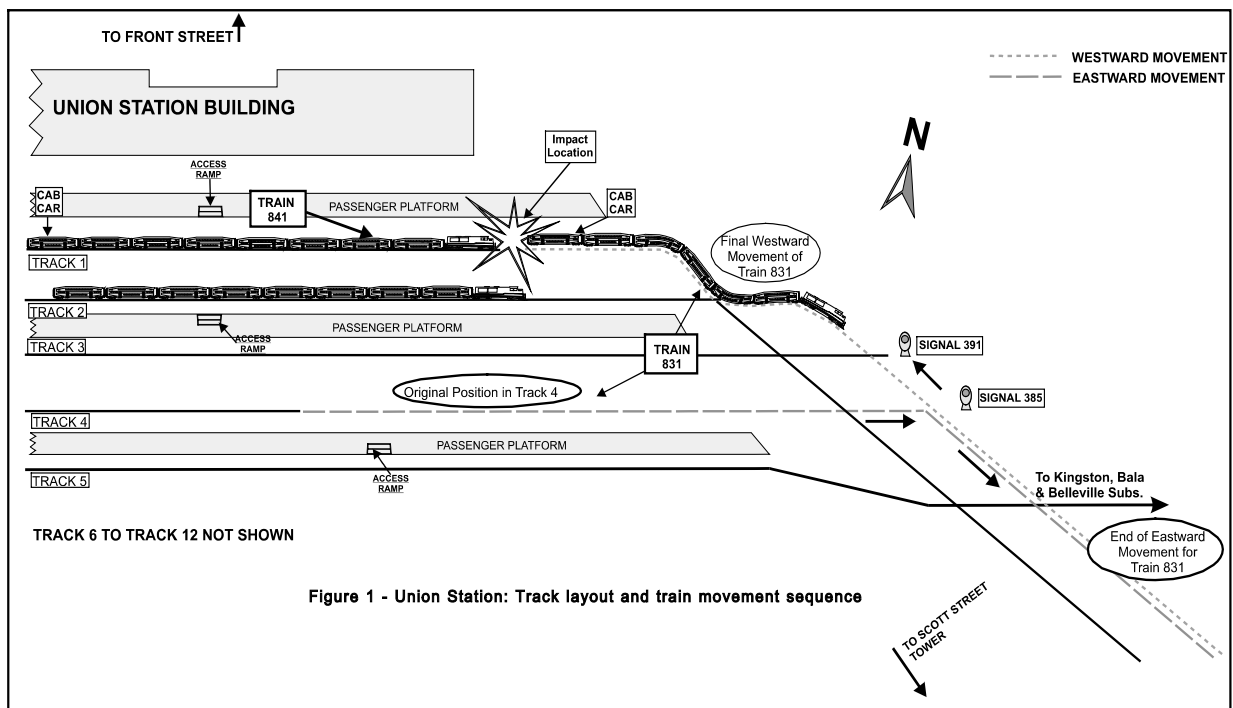 TO FRONT STREET
WESTWARD MOVEMENT
EASTWARD MOVEMENT
UNION STATION BUILDING
N
Impact
Location
ACCESS
RAMP
CAB
CAR
TRAIN
841
PASSENGER PLATFORM
CAB
CAR
Final Westward
Movement of
Train 831
TRACK 1
TRACK 2
PASSENGER PLATFORM
ACCESS
RAMP
TRACK 3
TRAIN
831
SIGNAL 391
Original Position in Track 4
SIGNAL 385
TRACK 4
PASSENGER PLATFORM
ACCESS
RAMP
TRACK 5
To Kingston, Bala
& Belleville Subs.
TRACK 6 TO TRACK 12 NOT SHOWN
End of Eastward
Movement for
Train 831
Figure 1 - Union Station: Track layout and train movement sequence
TO SCOTT STREET
TOWER